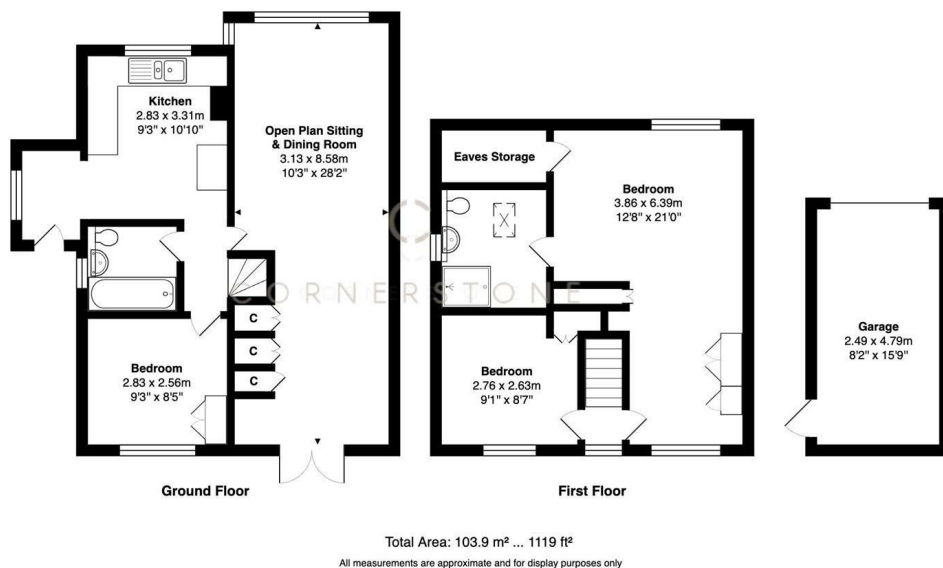 Kitchen
2.83 x 3.31m
9'3" x 10'10"
Open Plan Sitting
& Dining Room
3.13 x 8.58m
10'3" x 28'2"
C
C
C
Bedroom
2.83 x 2.56m
9'3" x 8'5"
Ground Floor
Eaves Storage
Bedroom
3.86 x 6.39m
12'8" x 21'0"
Bedroom
2.76 x 2.63m
9'1" x 8'7"
First Floor
Garage
2.49 x 4.79m
8'2" x 15'9"
CORNERSTONE
Total Area: 103.9 m² ... 1119 ft²
All measurements are approximate and for display purposes only